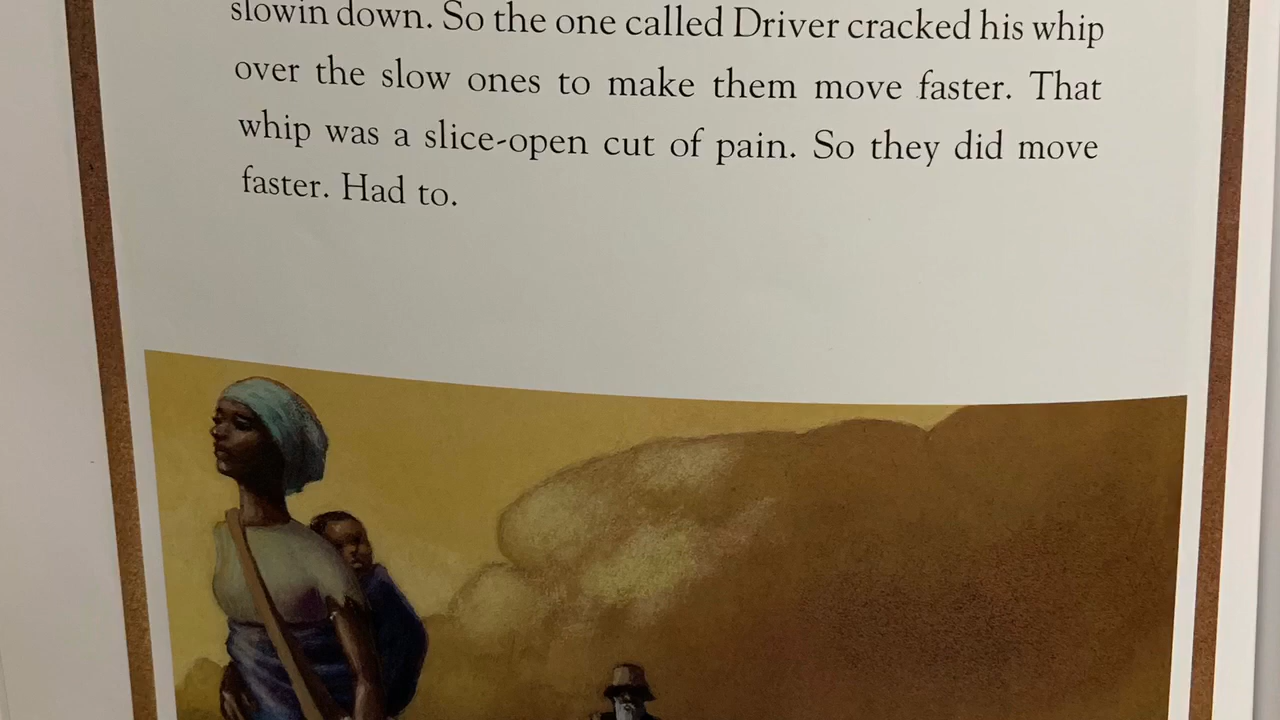 slowin down. So the one called Driver cracked his whip
over the slow ones to make them move faster. That
whip was a slice-open cut of pain. So they did move
faster. Had to.